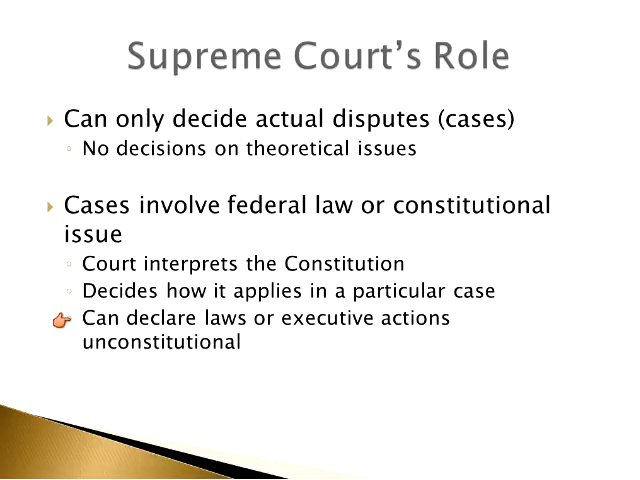 Supreme Court's Role
Can only decide actual disputes (cases)
No decisions on theoretical issues
Cases involve federal law or constitutional
issue
Court interprets the Constitution
Decides how it applies in a particular case
Can declare laws or executive actions
unconstitutional